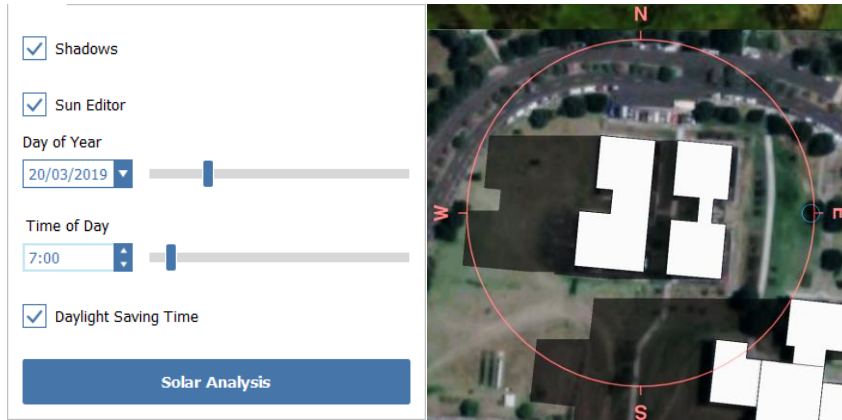 Shadows
Sun Editor
Day of Year
20/03/2019
Time of Day
7:00
Daylight Saving Time
Solar Analysis
N
W
E
S